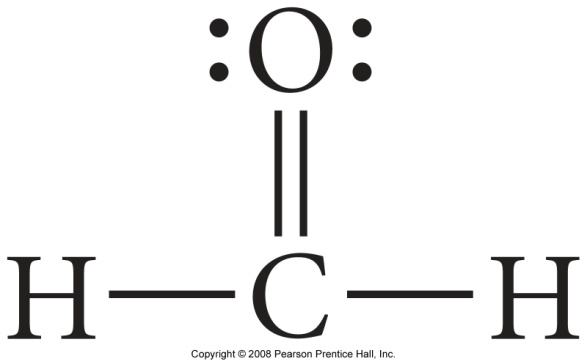 :O:
H C H
Copyright © 2008 Pearson Prentice Hall, Inc.